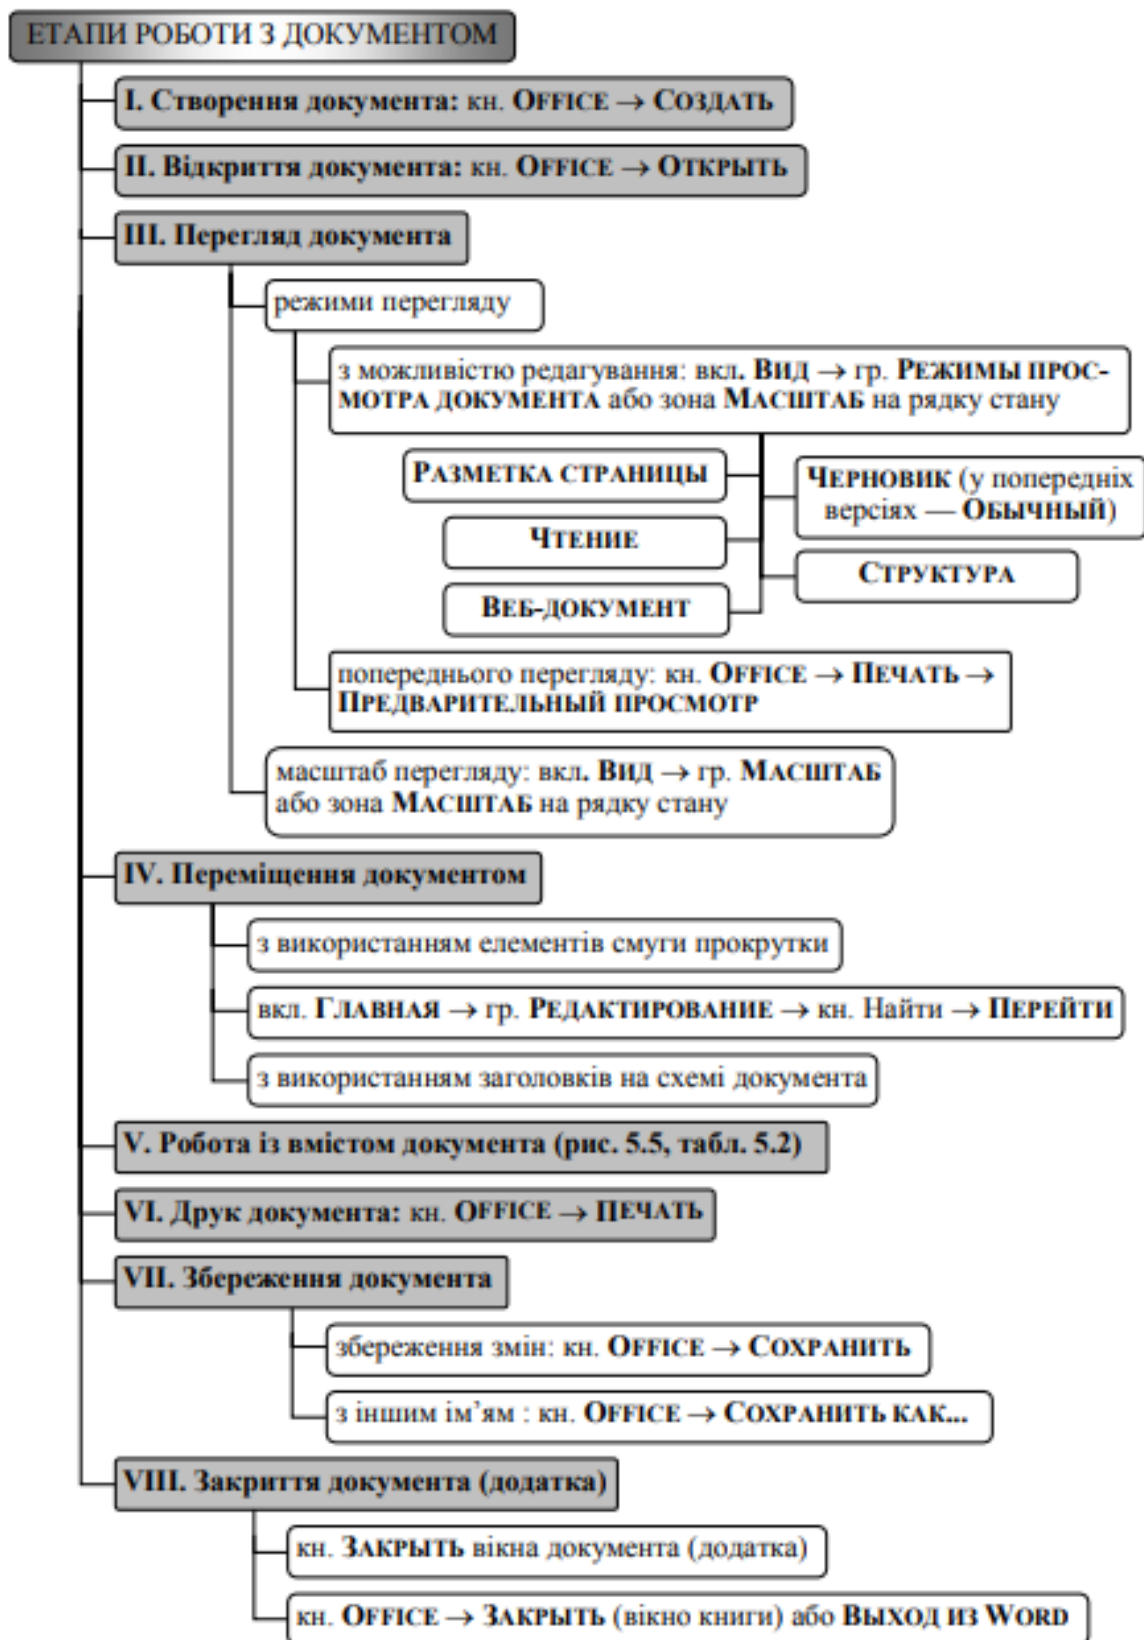 ЕТАПИ РОБОТИ З ДОКУМЕНТОМ
I. Створення документа: кн. OFFICE → СОЗДАТЬ
II. Відкриття документа: кн. OFFICE → ОТКРЫТЬ
III. Перегляд документа
режими перегляду
з можливістю редагування: вкл. ВИД → гр. РЕЖИМЫ ПРОС-
МОТРА ДОКУМЕНТА або зона МАСШТАБ на рядку стану
РАЗМЕТКА СТРАНИЦЫ
ЧЕРНОВИК (у попередніх
версіях — ОБЫЧНЫЙ)
ЧТЕНИЕ
СТРУКТУРА
ВЕБ-ДОКУМЕНТ
попереднього перегляду: кн. OFFICE → ПЕЧАТЬ →
ПРЕДВАРИТЕЛЬНЫЙ ПРОСМОТР
масштаб перегляду: вкл. ВИД → гр. МАСШТАБ
або зона МАСШТАБ на рядку стану
IV. Переміщення документом
з використанням елементів смуги прокрутки
вкл. ГЛАВНАЯ → гр. РЕДАКТИРОВАНИЕ → кн. Найти → ПЕРЕЙТИ
з використанням заголовків на схемі документа
V. Робота із вмістом документа (рис. 5.5, табл. 5.2)
VI. Друк документа: кн. OFFICE → ПЕЧАТЬ
VII. Збереження документа
збереження змін: кн. OFFICE → СОХРАНИТЬ
з іншим ім’ям : кн. OFFICE → СОХРАНИТЬ КАК...
VIII. Закриття документа (додатка)
кн. ЗАКРЫТЬ вікна документа (додатка)
кн. OFFICE → ЗАКРЫТЬ (вікно книги) або ВЫХОД ИЗ WORD